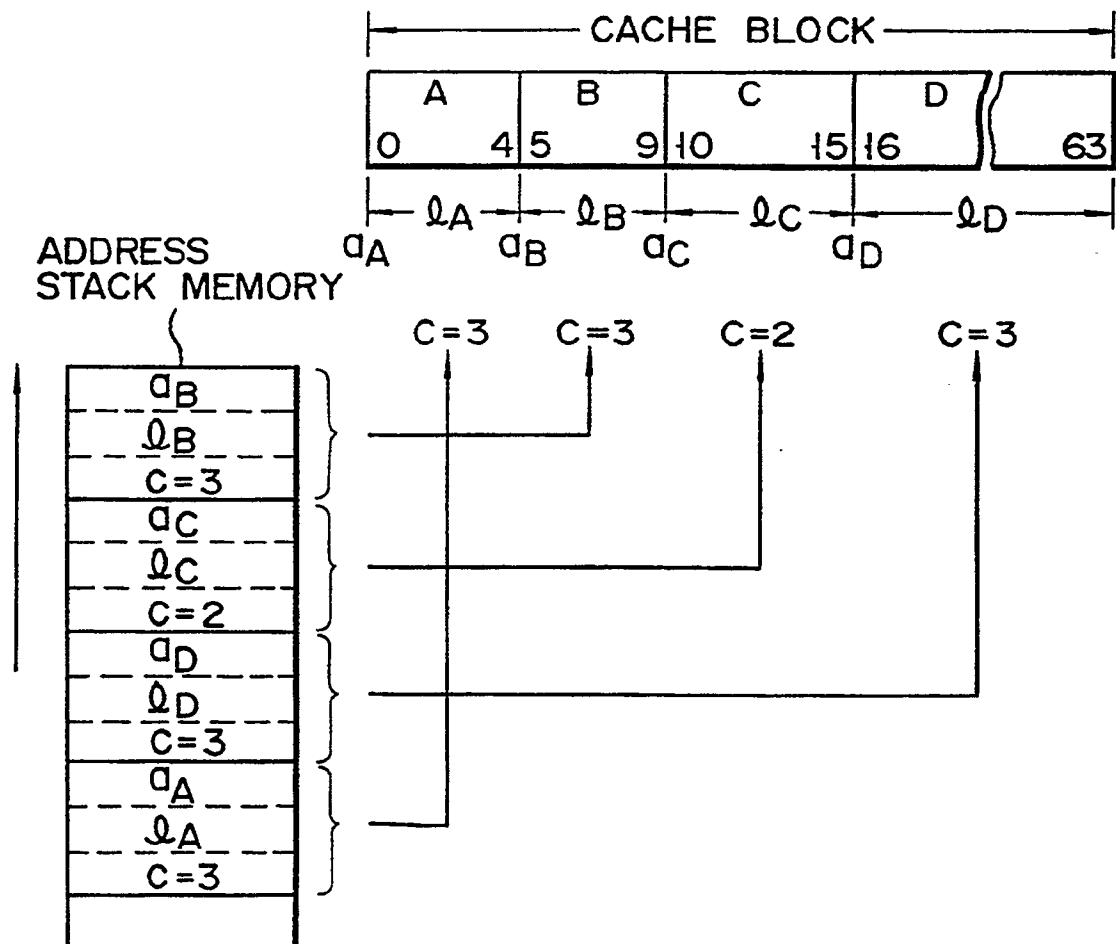 CACHE BLOCK
A B C D
0 4 5 9 10 15 16 63
ℓA ℓB ℓC ℓD
aA aB aC aD
ADDRESS
STACK MEMORY
C=3 C=3 C=2 C=3
aB
ℓB
C=3
aC
ℓC
C=2
aD
ℓD
C=3
aA
ℓA
C=3